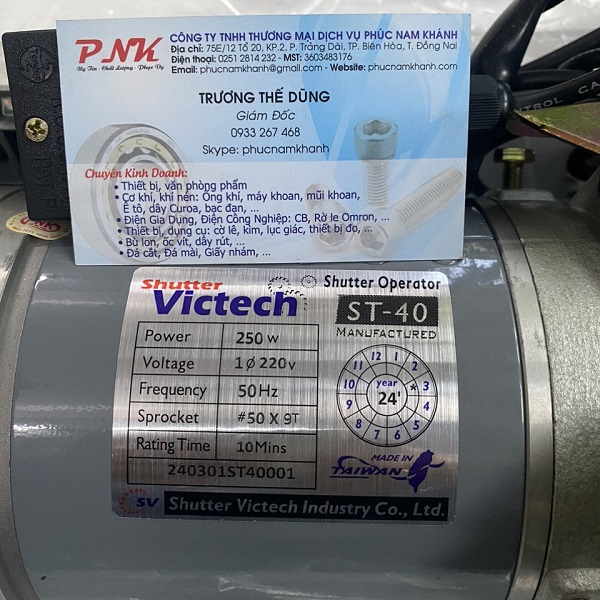 PNK
Uy Tín - Chất Lượng - Phục Vụ
CÔNG TY TNHH THƯƠNG MẠI DỊCH VỤ PHÚC NAM KHÁNH
Địa chỉ: 75E/12 Tổ 20, KP.2, P. Trảng Dài, TP. Biên Hòa, T. Đồng Nai
Điện thoại: 0251 2814 232 - MST: 3603483176
Email: phucnamkhanh@gmail.com - Website: phucnamkhanh.com
TRƯƠNG THẾ DŨNG
Giám Đốc
0933 267 468
Skype: phucnamkhanh
Chuyên Kinh Doanh:
• Thiết bị, văn phòng phẩm
• Cơ khí, khí nén: Ống khí, máy khoan, mũi khoan,
Ê tô, dây Curoa, bạc đạn, ...
• Điện Gia Dụng, Điện Công Nghiệp: CB, Rờ le Omron, ...
• Thiết bị, dụng cụ: cờ lê, kìm, lục giác, thiết bị đo, ...
• Bù lon, ốc vít, dây rút, ...
• Đá cắt, Đá mài, Giấy nhám, ...
CONTROL CA
PNK
Shutter
Victech
Shutter Operator
ST-40
MANUFACTURED
Power 250 W
Voltage 1Ø 220V
Frequency 50 Hz
Sprocket #50 X 9T
Rating Time 10 Mins
240301ST40001
12 1 2 * 3 4 5 6 7 8 9 10 11
year
24'
MADE IN
TAIWAN
SV Shutter Victech Industry Co., Ltd.